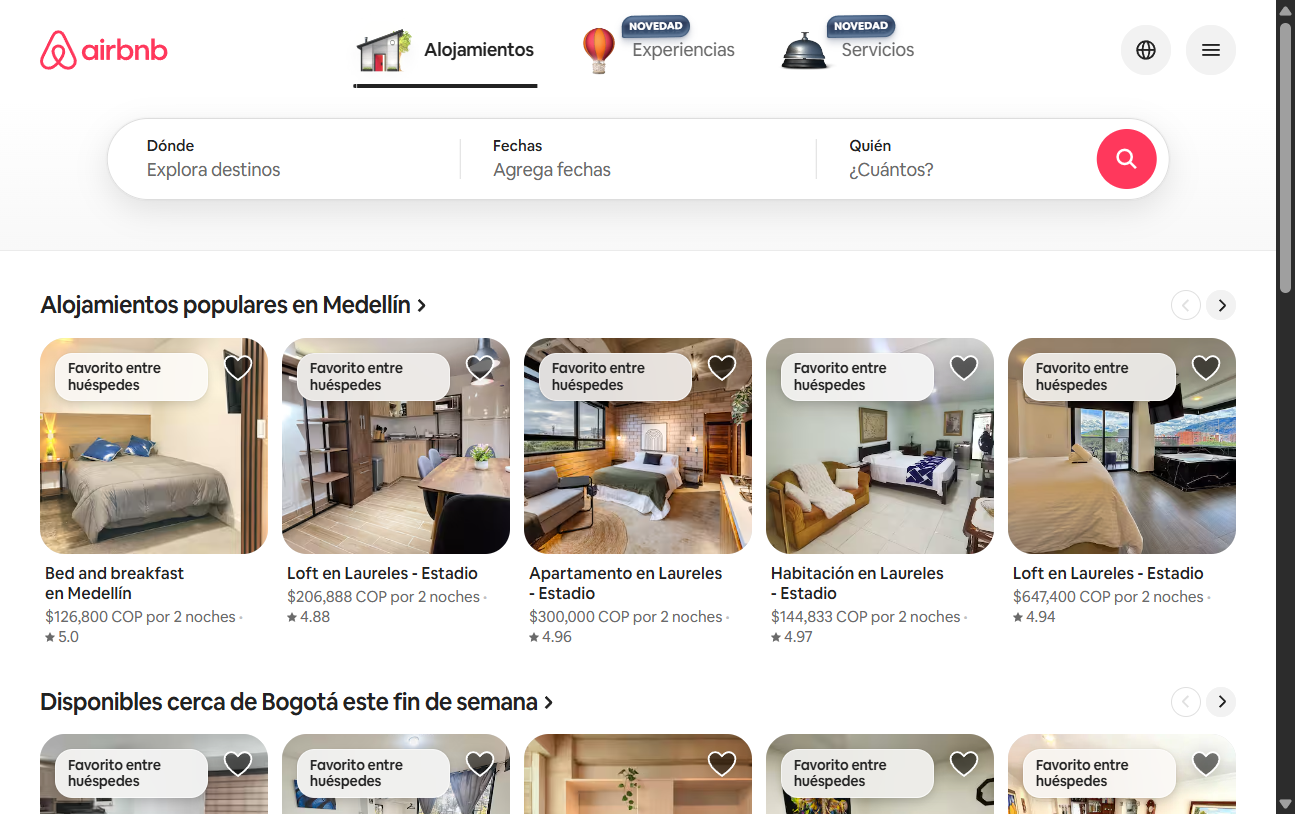 airbnb
Alojamientos
NOVEDAD
Experiencias
NOVEDAD
Servicios
Dónde
Explora destinos
Fechas
Agrega fechas
Quién
¿Cuántos?
Alojamientos populares en Medellín
Favorito entre
huéspedes
Favorito entre
huéspedes
Favorito entre
huéspedes
Favorito entre
huéspedes
Favorito entre
huéspedes
Bed and breakfast
en Medellín
$126,800 COP por 2 noches ·
★ 5.0
Loft en Laureles - Estadio
$206,888 COP por 2 noches ·
★ 4.88
Apartamento en Laureles
- Estadio
$300,000 COP por 2 noches ·
★ 4.96
Habitación en Laureles
- Estadio
$144,833 COP por 2 noches ·
★ 4.97
Loft en Laureles - Estadio
$647,400 COP por 2 noches ·
★ 4.94
Disponibles cerca de Bogotá este fin de semana
Favorito entre
huéspedes
Favorito entre
huéspedes
Favorito entre
huéspedes
Favorito entre
huéspedes